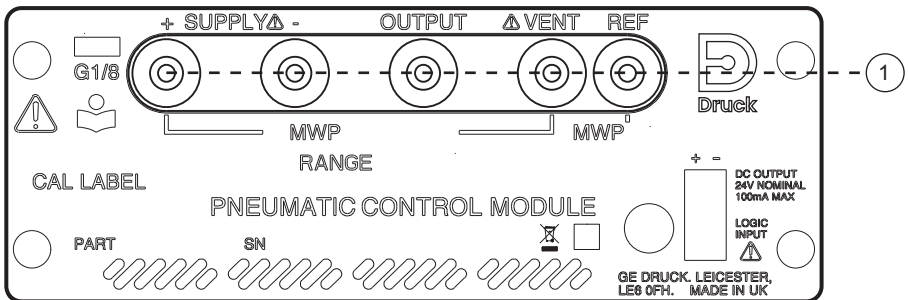 + SUPPLY⚠ - OUTPUT ⚠VENT REF
G1/8
Druck
1
MWP MWP
RANGE
CAL LABEL
+ -
DC OUTPUT
24V NOMINAL
100mA MAX
PNEUMATIC CONTROL MODULE
LOGIC
INPUT
PART SN
GE DRUCK. LEICESTER,
LE6 0FH. MADE IN UK